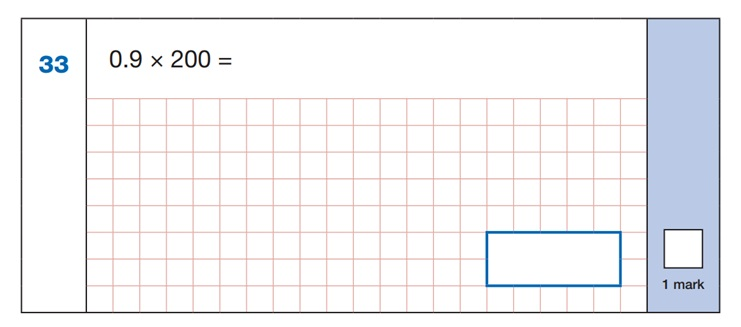 33
0.9 × 200 =
1 mark